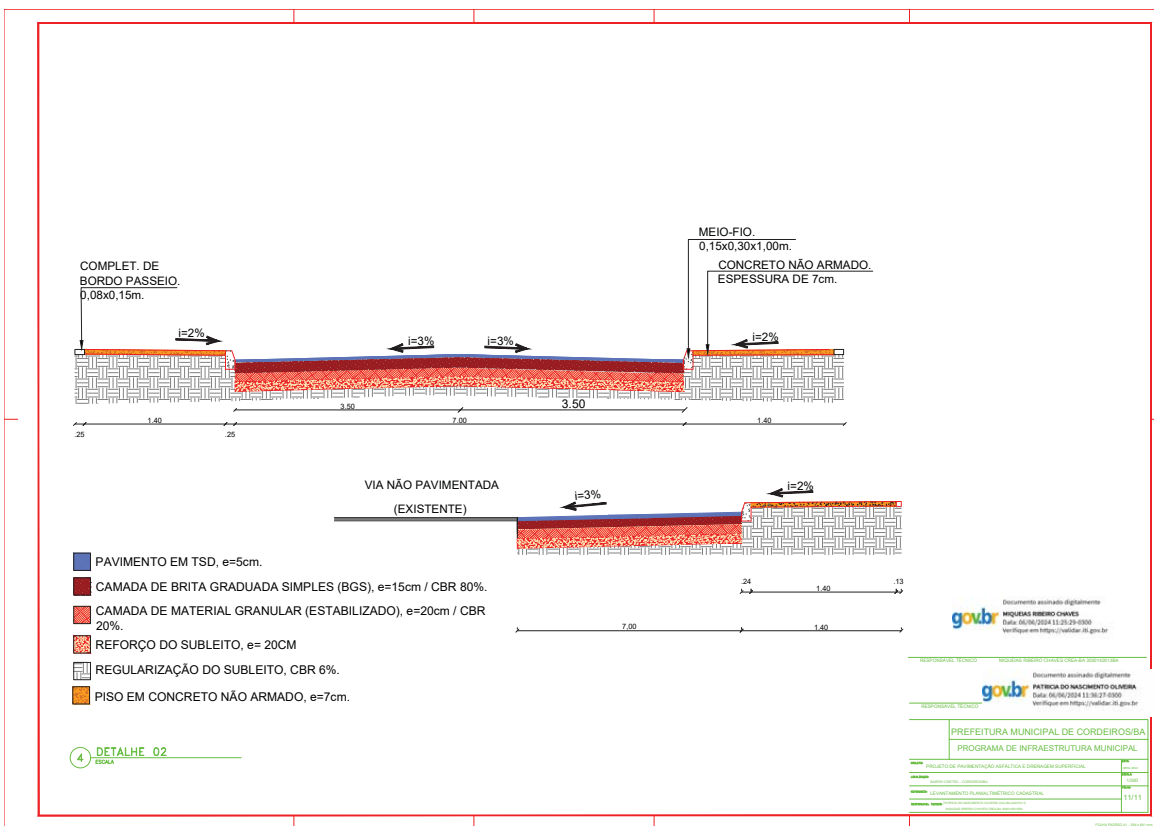 MEIO-FIO.
0,15x0,30x1,00m.
COMPLET. DE
BORDO PASSEIO.
0,08x0,15m.
CONCRETO NÃO ARMADO.
ESPESSURA DE 7cm.
i=2%
i=3%
i=3%
i=2%
3.50
3.50
.25
1.40
.25
7.00
1.40
VIA NÃO PAVIMENTADA
(EXISTENTE)
i=3%
i=2%
.24
1.40
.13
7.00
1.40
PAVIMENTO EM TSD, e=5cm.
CAMADA DE BRITA GRADUADA SIMPLES (BGS), e=15cm / CBR 80%.
CAMADA DE MATERIAL GRANULAR (ESTABILIZADO), e=20cm / CBR
20%.
REFORÇO DO SUBLEITO, e= 20CM
REGULARIZAÇÃO DO SUBLEITO, CBR 6%.
PISO EM CONCRETO NÃO ARMADO, e=7cm.
4
DETALHE 02
ESCALA
gov.br
Documento assinado digitalmente
MIQUEIAS RIBEIRO CHAVES
Data: 06/06/2024 11:25:29-0300
Verifique em https://validar.iti.gov.br
RESPONSÁVEL TÉCNICO
MIQUEIAS RIBEIRO CHAVES
gov.br
Documento assinado digitalmente
PATRICIA DO NASCIMENTO OLIVEIRA
Data: 06/06/2024 11:36:27-0300
Verifique em https://validar.iti.gov.br
RESPONSÁVEL TÉCNICO
PREFEITURA MUNICIPAL DE CORDEIROS/BA
PROGRAMA DE INFRAESTRUTURA MUNICIPAL
PROJETO DE PAVIMENTAÇÃO ASFÁLTICA E DRENAGEM SUPERFICIAL
LEVANTAMENTO PLANIALTIMÉTRICO CADASTRAL
11/11